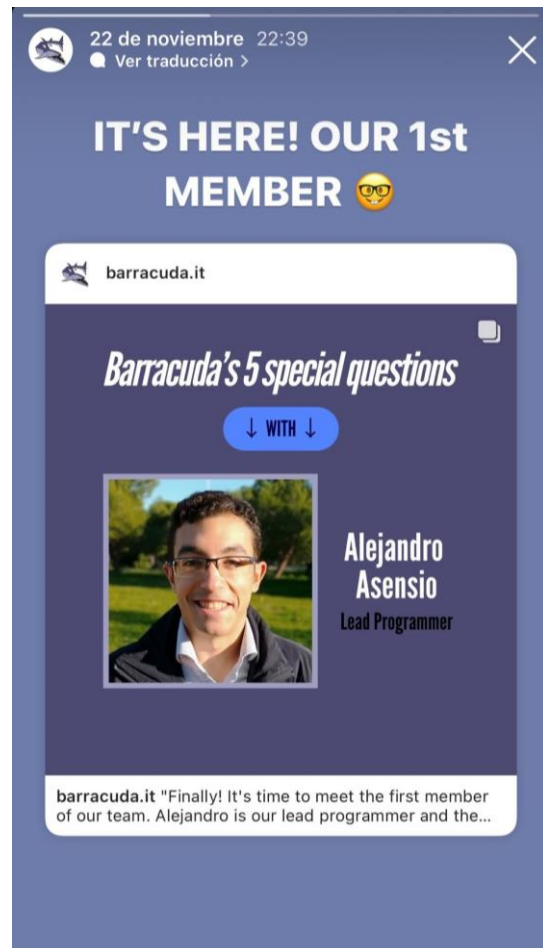 22 de noviembre 22:39
Ver traducción >
IT'S HERE! OUR 1st
MEMBER 🤓
barracuda.it
Barracuda's 5 special questions
↓ WITH ↓
Alejandro
Asensio
Lead Programmer
barracuda.it "Finally! It's time to meet the first member
of our team. Alejandro is our lead programmer and the...